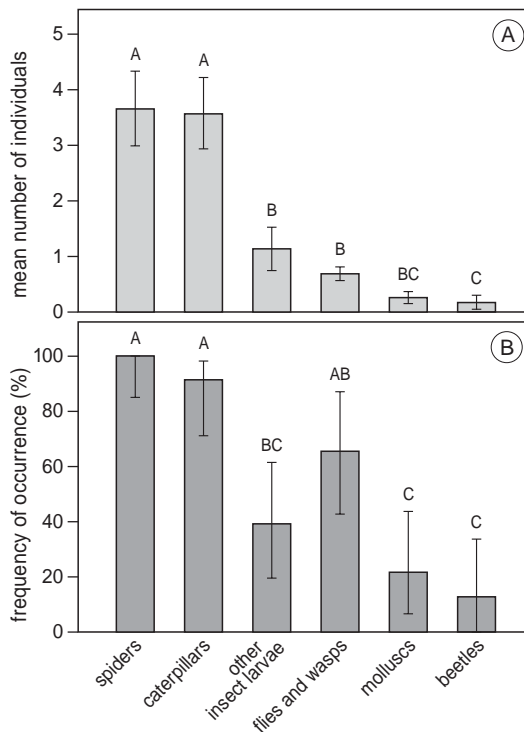 A
5
4
3
2
1
0
mean number of individuals
A
A
B
B
BC
C
B
100
80
60
40
20
0
frequency of occurrence (%)
A
A
BC
AB
C
C
spiders
caterpillars
other
insect larvae
flies and wasps
molluscs
beetles